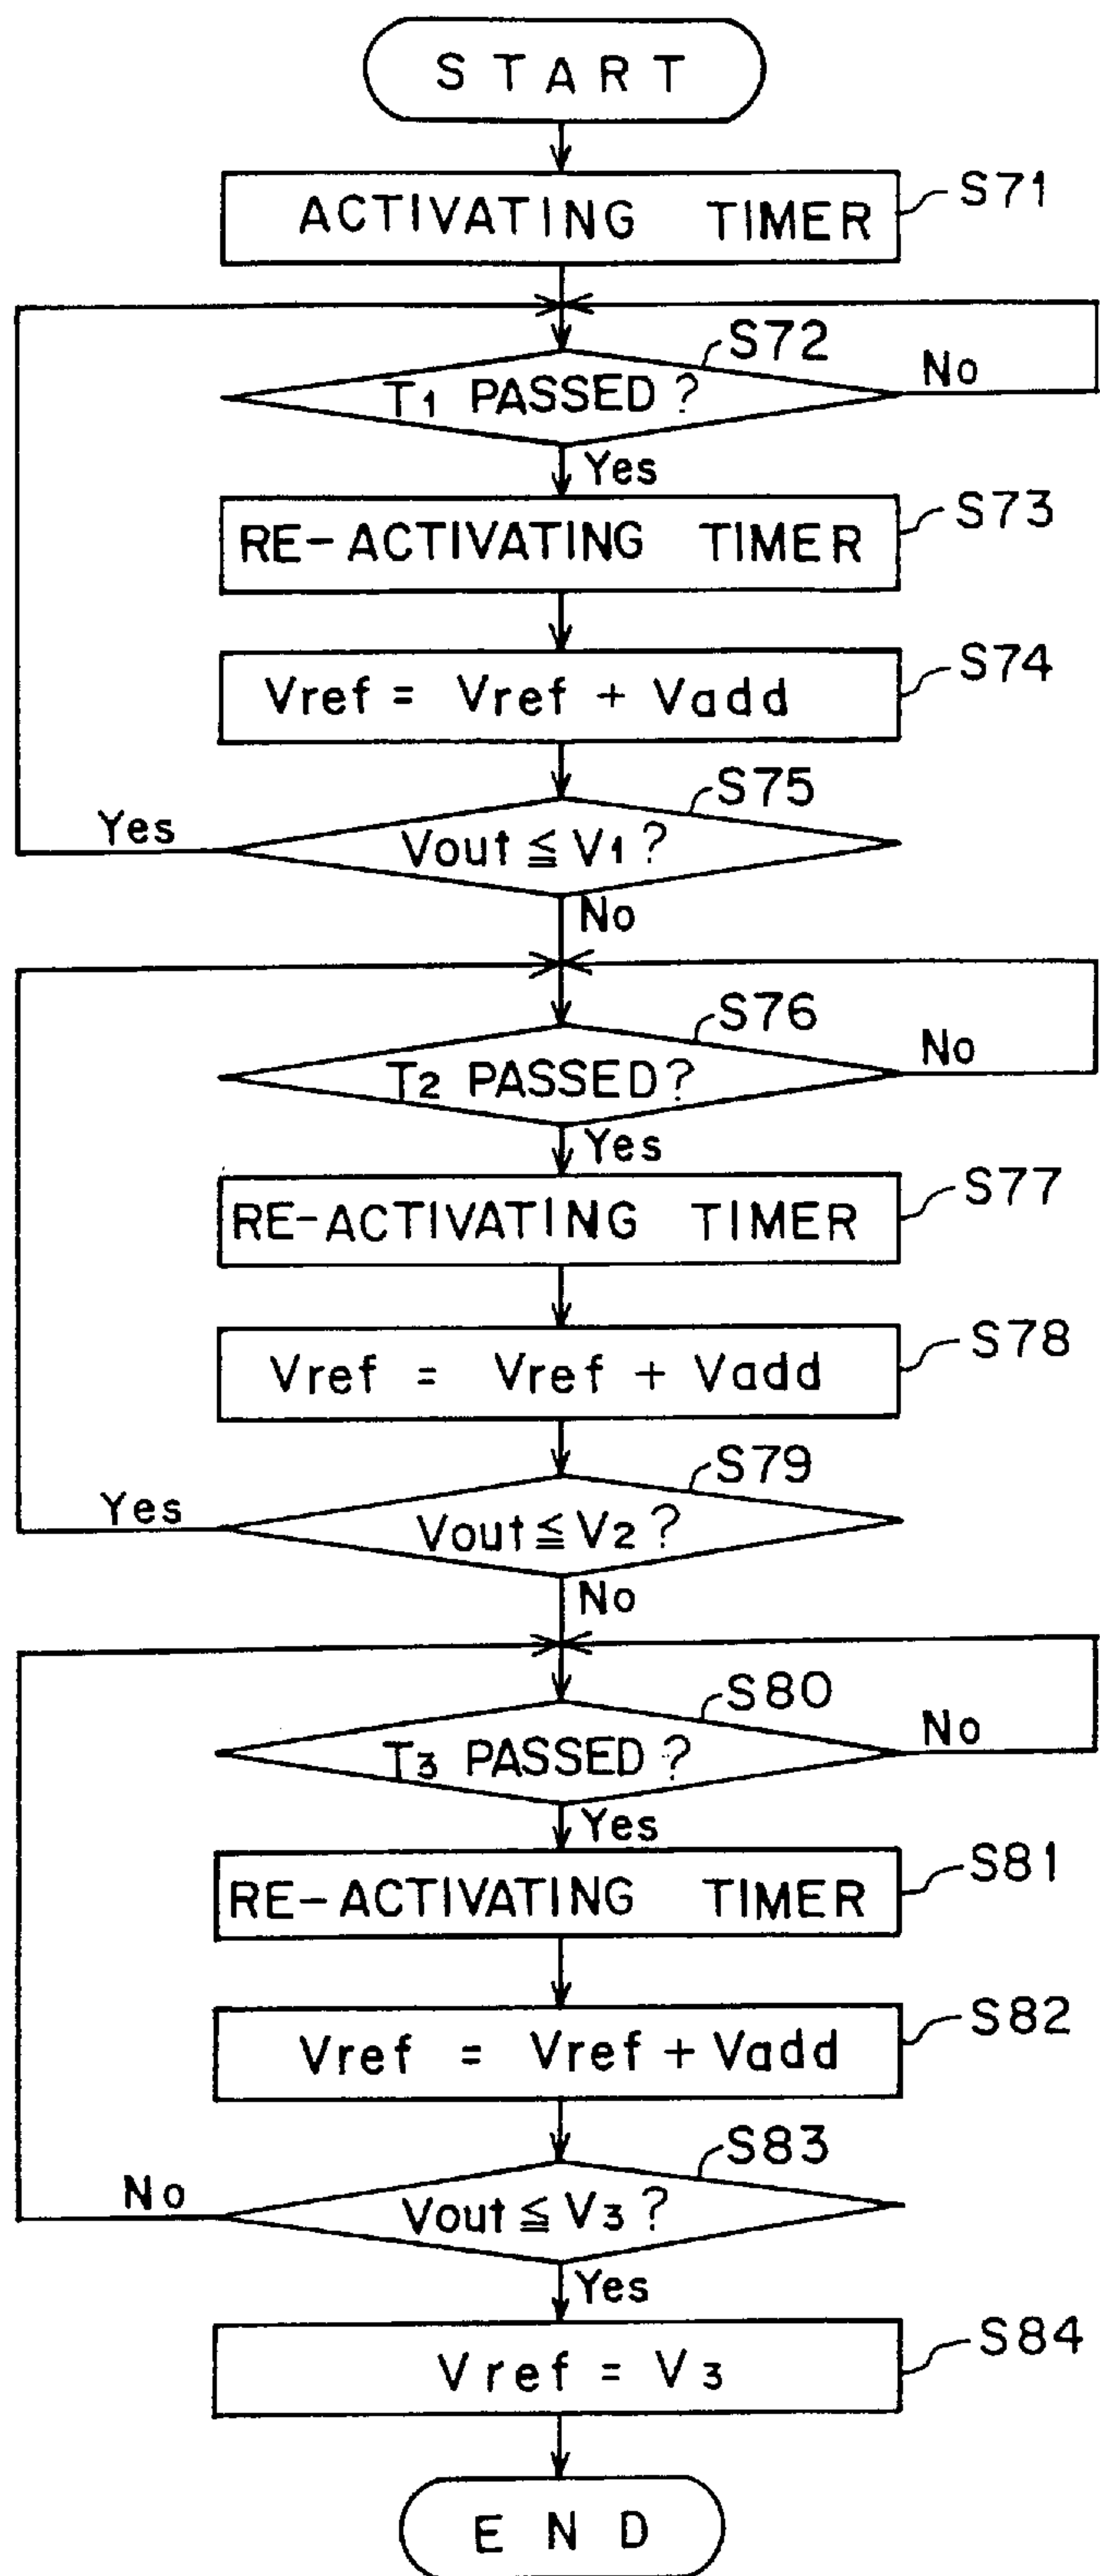 START
ACTIVATING TIMER
S71
S72
T1 PASSED?
No
Yes
RE-ACTIVATING TIMER
S73
Vref = Vref + Vadd
S74
S75
Yes
Vout ≦ V1?
No
S76
T2 PASSED?
No
Yes
RE-ACTIVATING TIMER
S77
Vref = Vref + Vadd
S78
S79
Yes
Vout ≦ V2?
No
S80
T3 PASSED?
No
Yes
RE-ACTIVATING TIMER
S81
Vref = Vref + Vadd
S82
S83
No
Vout ≦ V3?
Yes
Vref = V3
S84
END